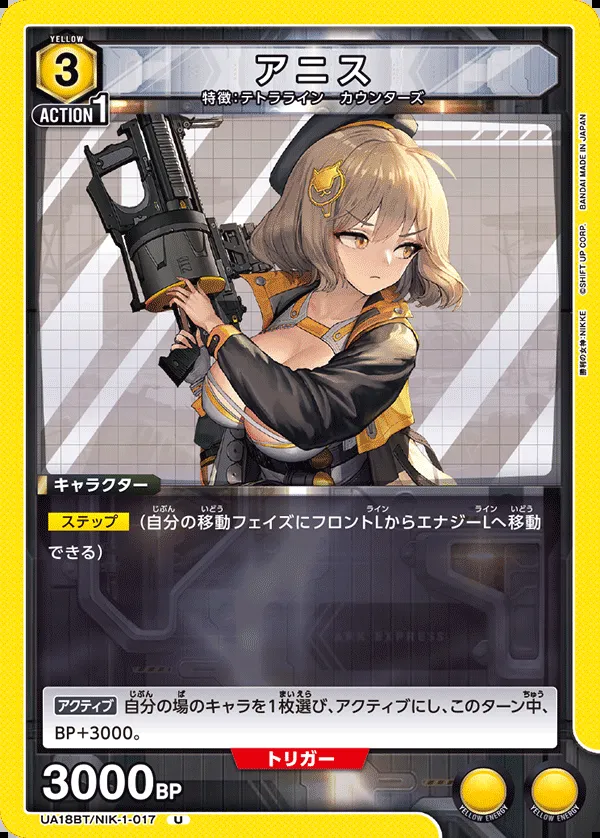 YELLOW
3
ACTION 1
アニス
特徴:テトラライン カウンターズ
勝利の女神:NIKKE ©SHIFT UP CORP. BANDAI MADE IN JAPAN
キャラクター
ステップ (自分の移動フェイズにフロントLからエナジーLへ移動
できる)
ARK EXPRESS
アクティブ 自分の場のキャラを1枚選び、アクティブにし、このターン中、
BP+3000。
トリガー
3000BP
YELLOW ENERGY YELLOW ENERGY
UA18BT/NIK-1-017 U